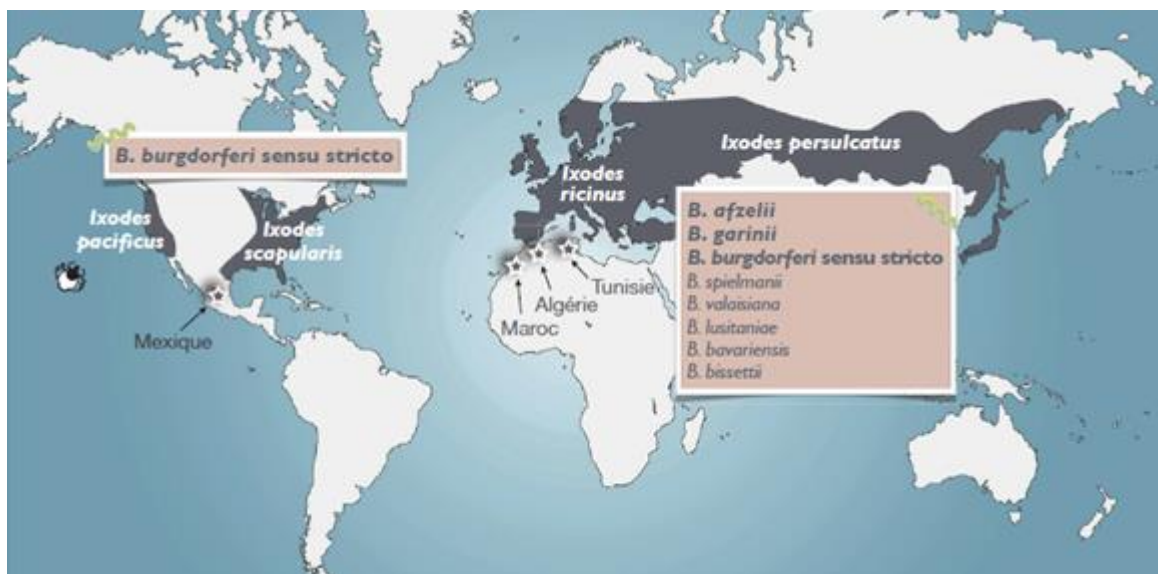 B. burgdorferi sensu stricto
Ixodes
pacificus
Ixodes
scapularis
Mexique
Ixodes
ricinus
Ixodes persulcatus
Tunisie
Algérie
Maroc
B. afzelii
B. garinii
B. burgdorferi sensu stricto
B. spielmanii
B. valaisiana
B. lusitaniae
B. bavariensis
B. bissettii